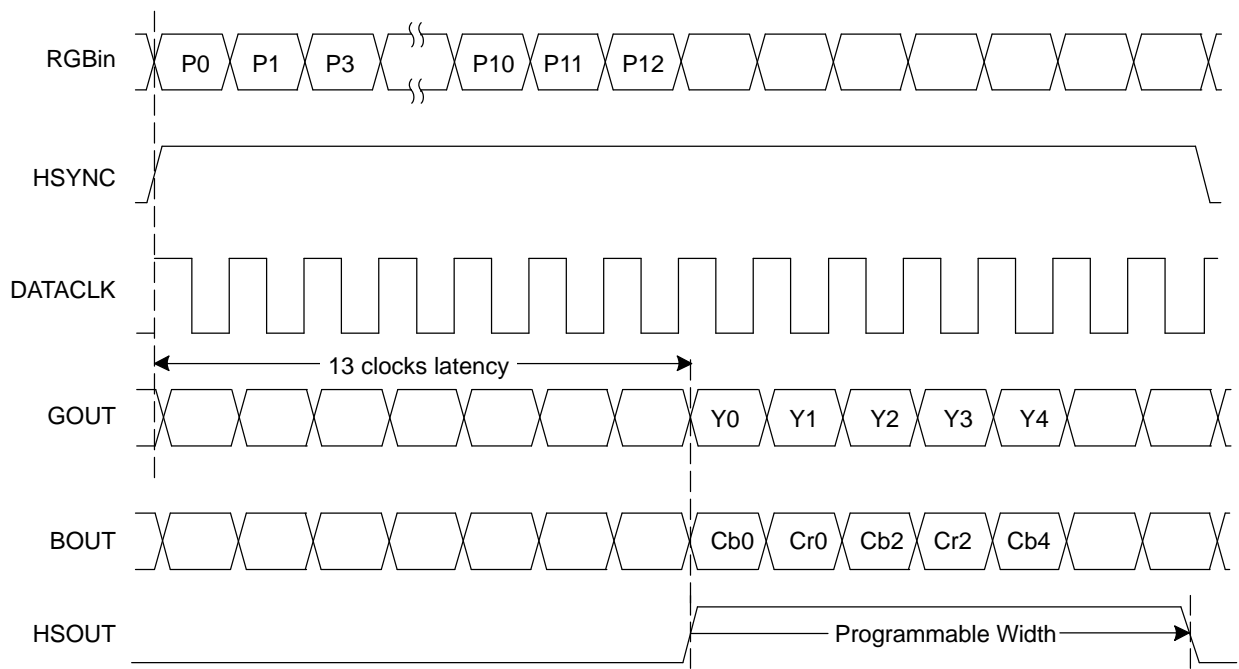 RGBin P0 P1 P3 P10 P11 P12
HSYNC
DATACLK
13 clocks latency
GOUT Y0 Y1 Y2 Y3 Y4
BOUT Cb0 Cr0 Cb2 Cr2 Cb4
HSOUT Programmable Width